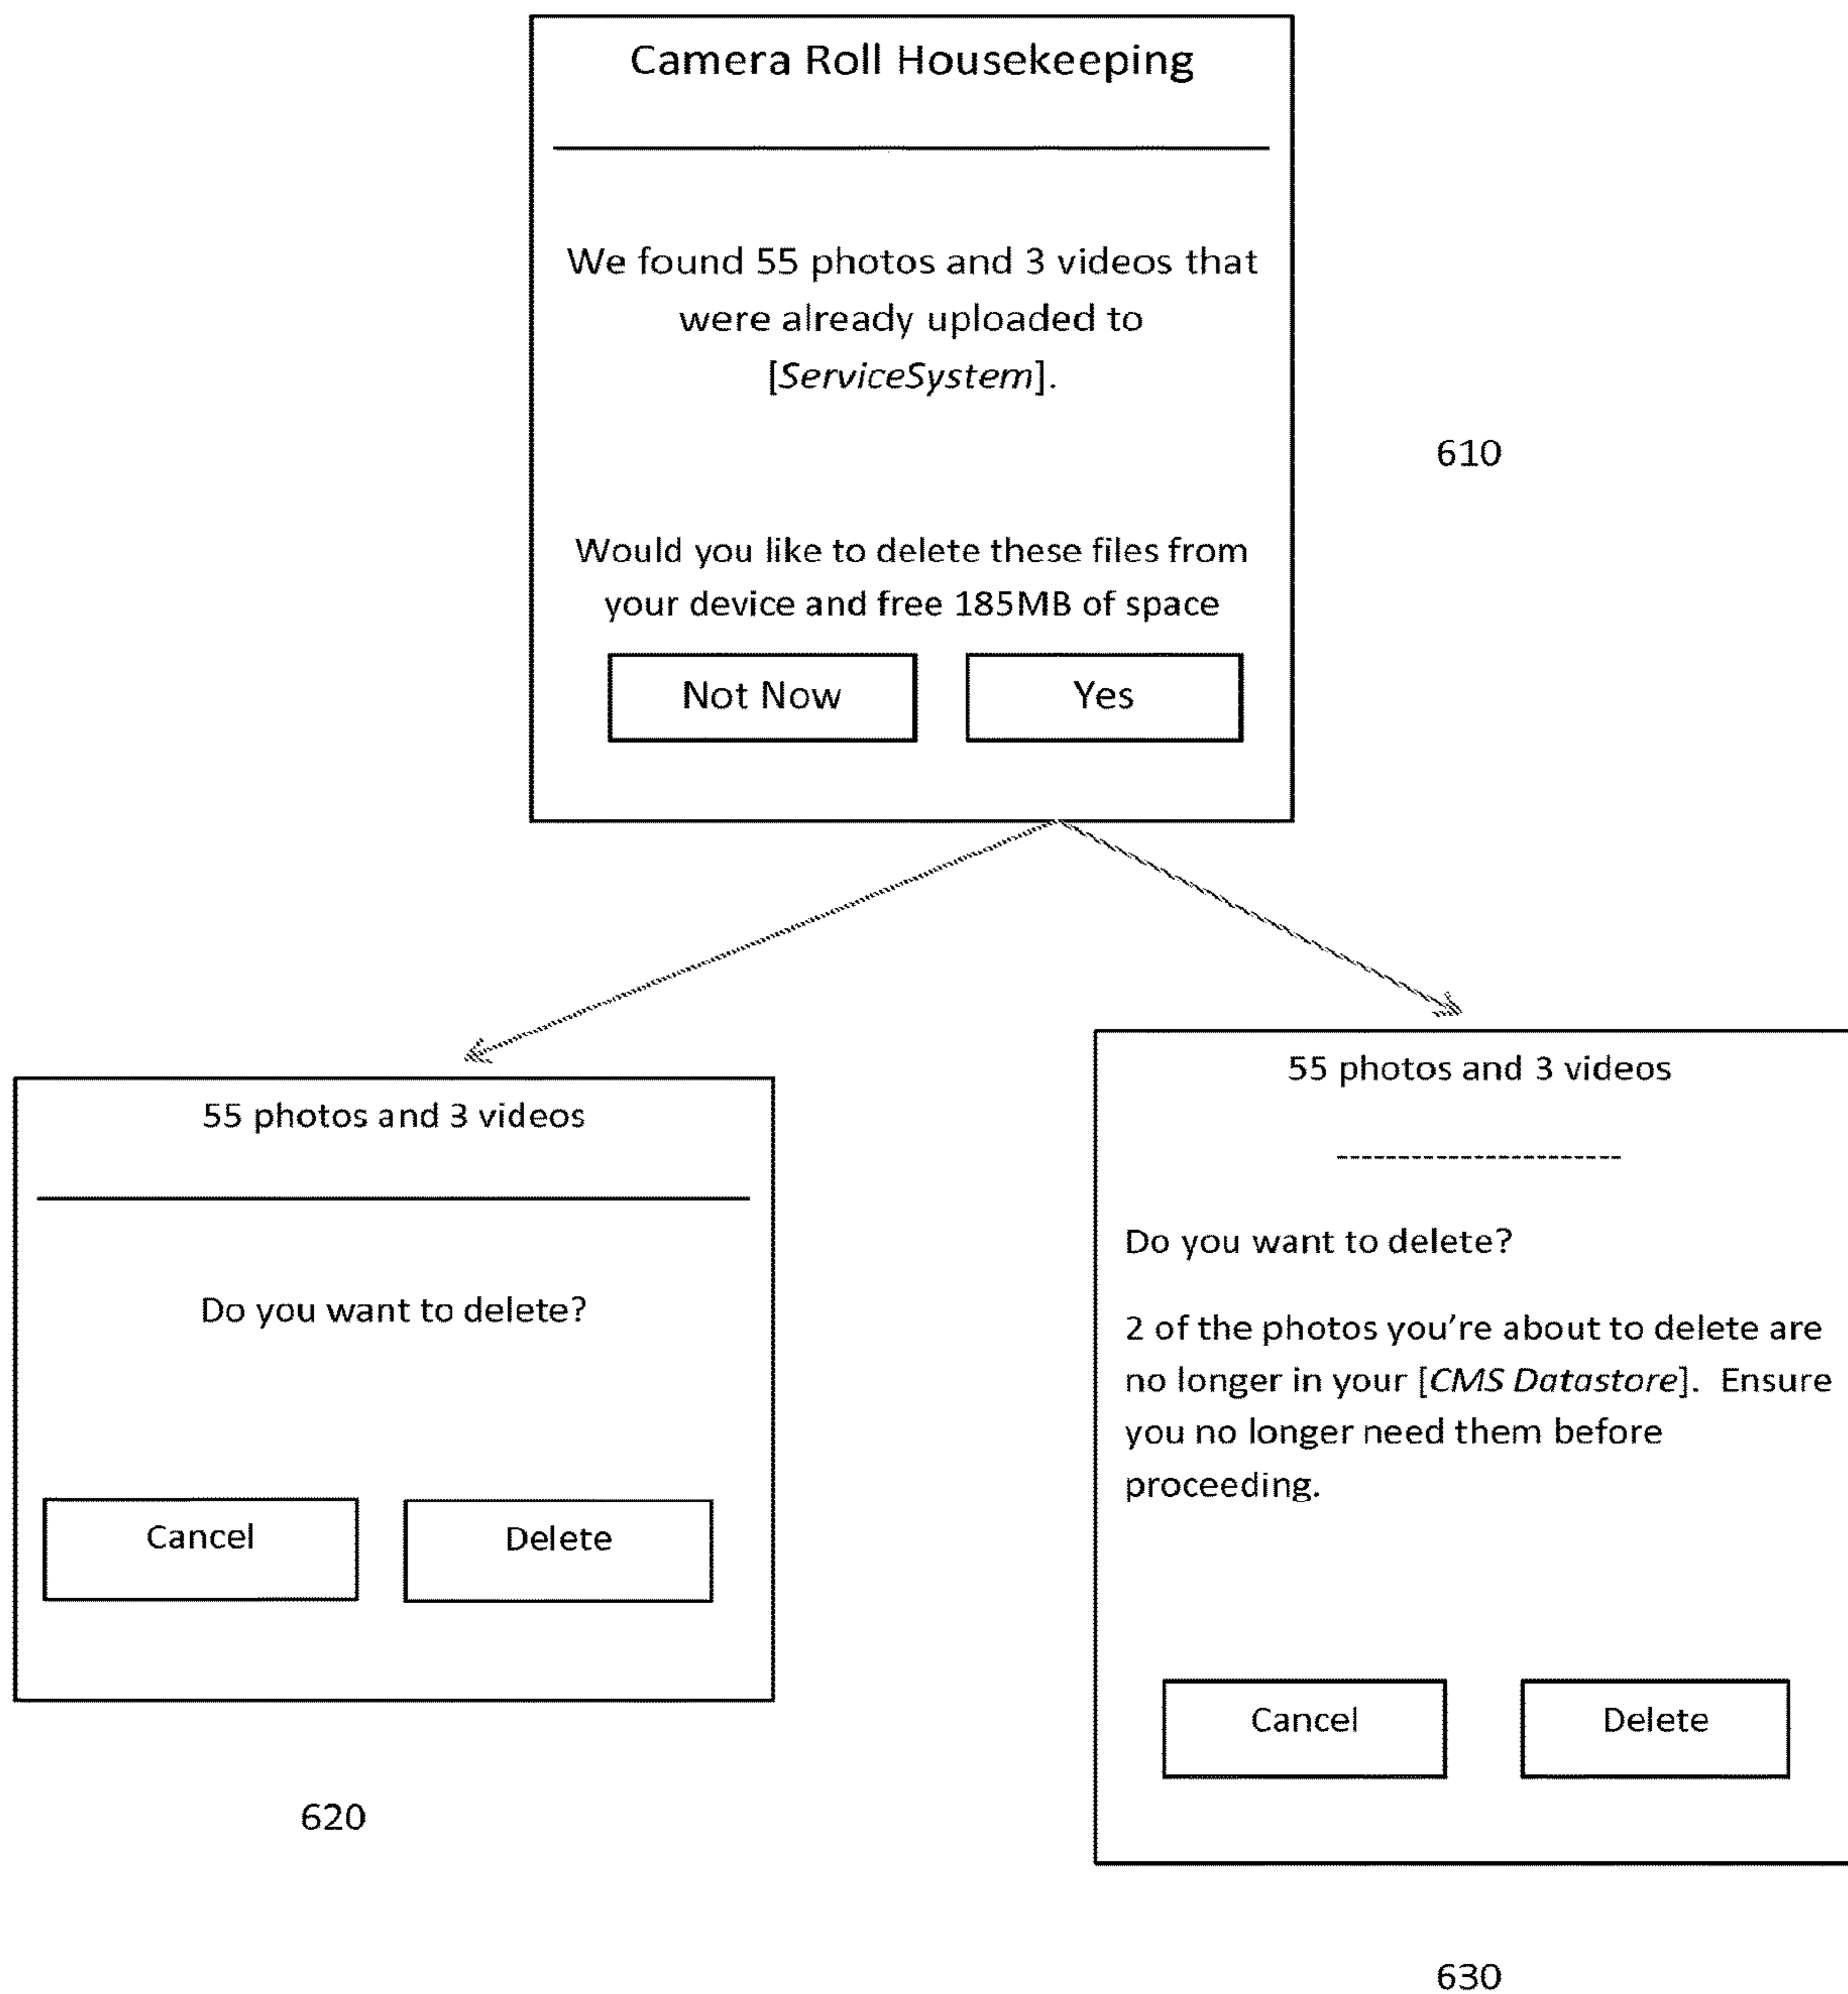 Camera Roll Housekeeping
We found 55 photos and 3 videos that
were already uploaded to
[ServiceSystem].
610
Would you like to delete these files from
your device and free 185MB of space
Not Now
Yes
55 photos and 3 videos
Do you want to delete?
Cancel
Delete
620
55 photos and 3 videos
-----------------------
Do you want to delete?
2 of the photos you're about to delete are
no longer in your [CMS Datastore].  Ensure
you no longer need them before
proceeding.
Cancel
Delete
630